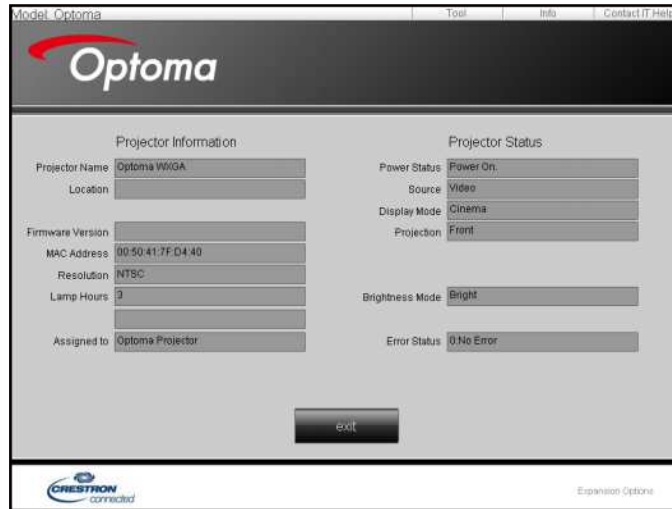 Model: Optoma
Tool Info Contact IT Help
Optoma
Projector Information
Projector Name Optoma WXGA
Location
Firmware Version
MAC Address 00:50:41:7F:D4:40
Resolution NTSC
Lamp Hours 3
Assigned to Optoma Projector
Projector Status
Power Status Power On.
Source Video
Display Mode Cinema
Projection Front
Brightness Mode Bright
Error Status 0:No Error
exit
CRESTRON
connected
Expansion Options